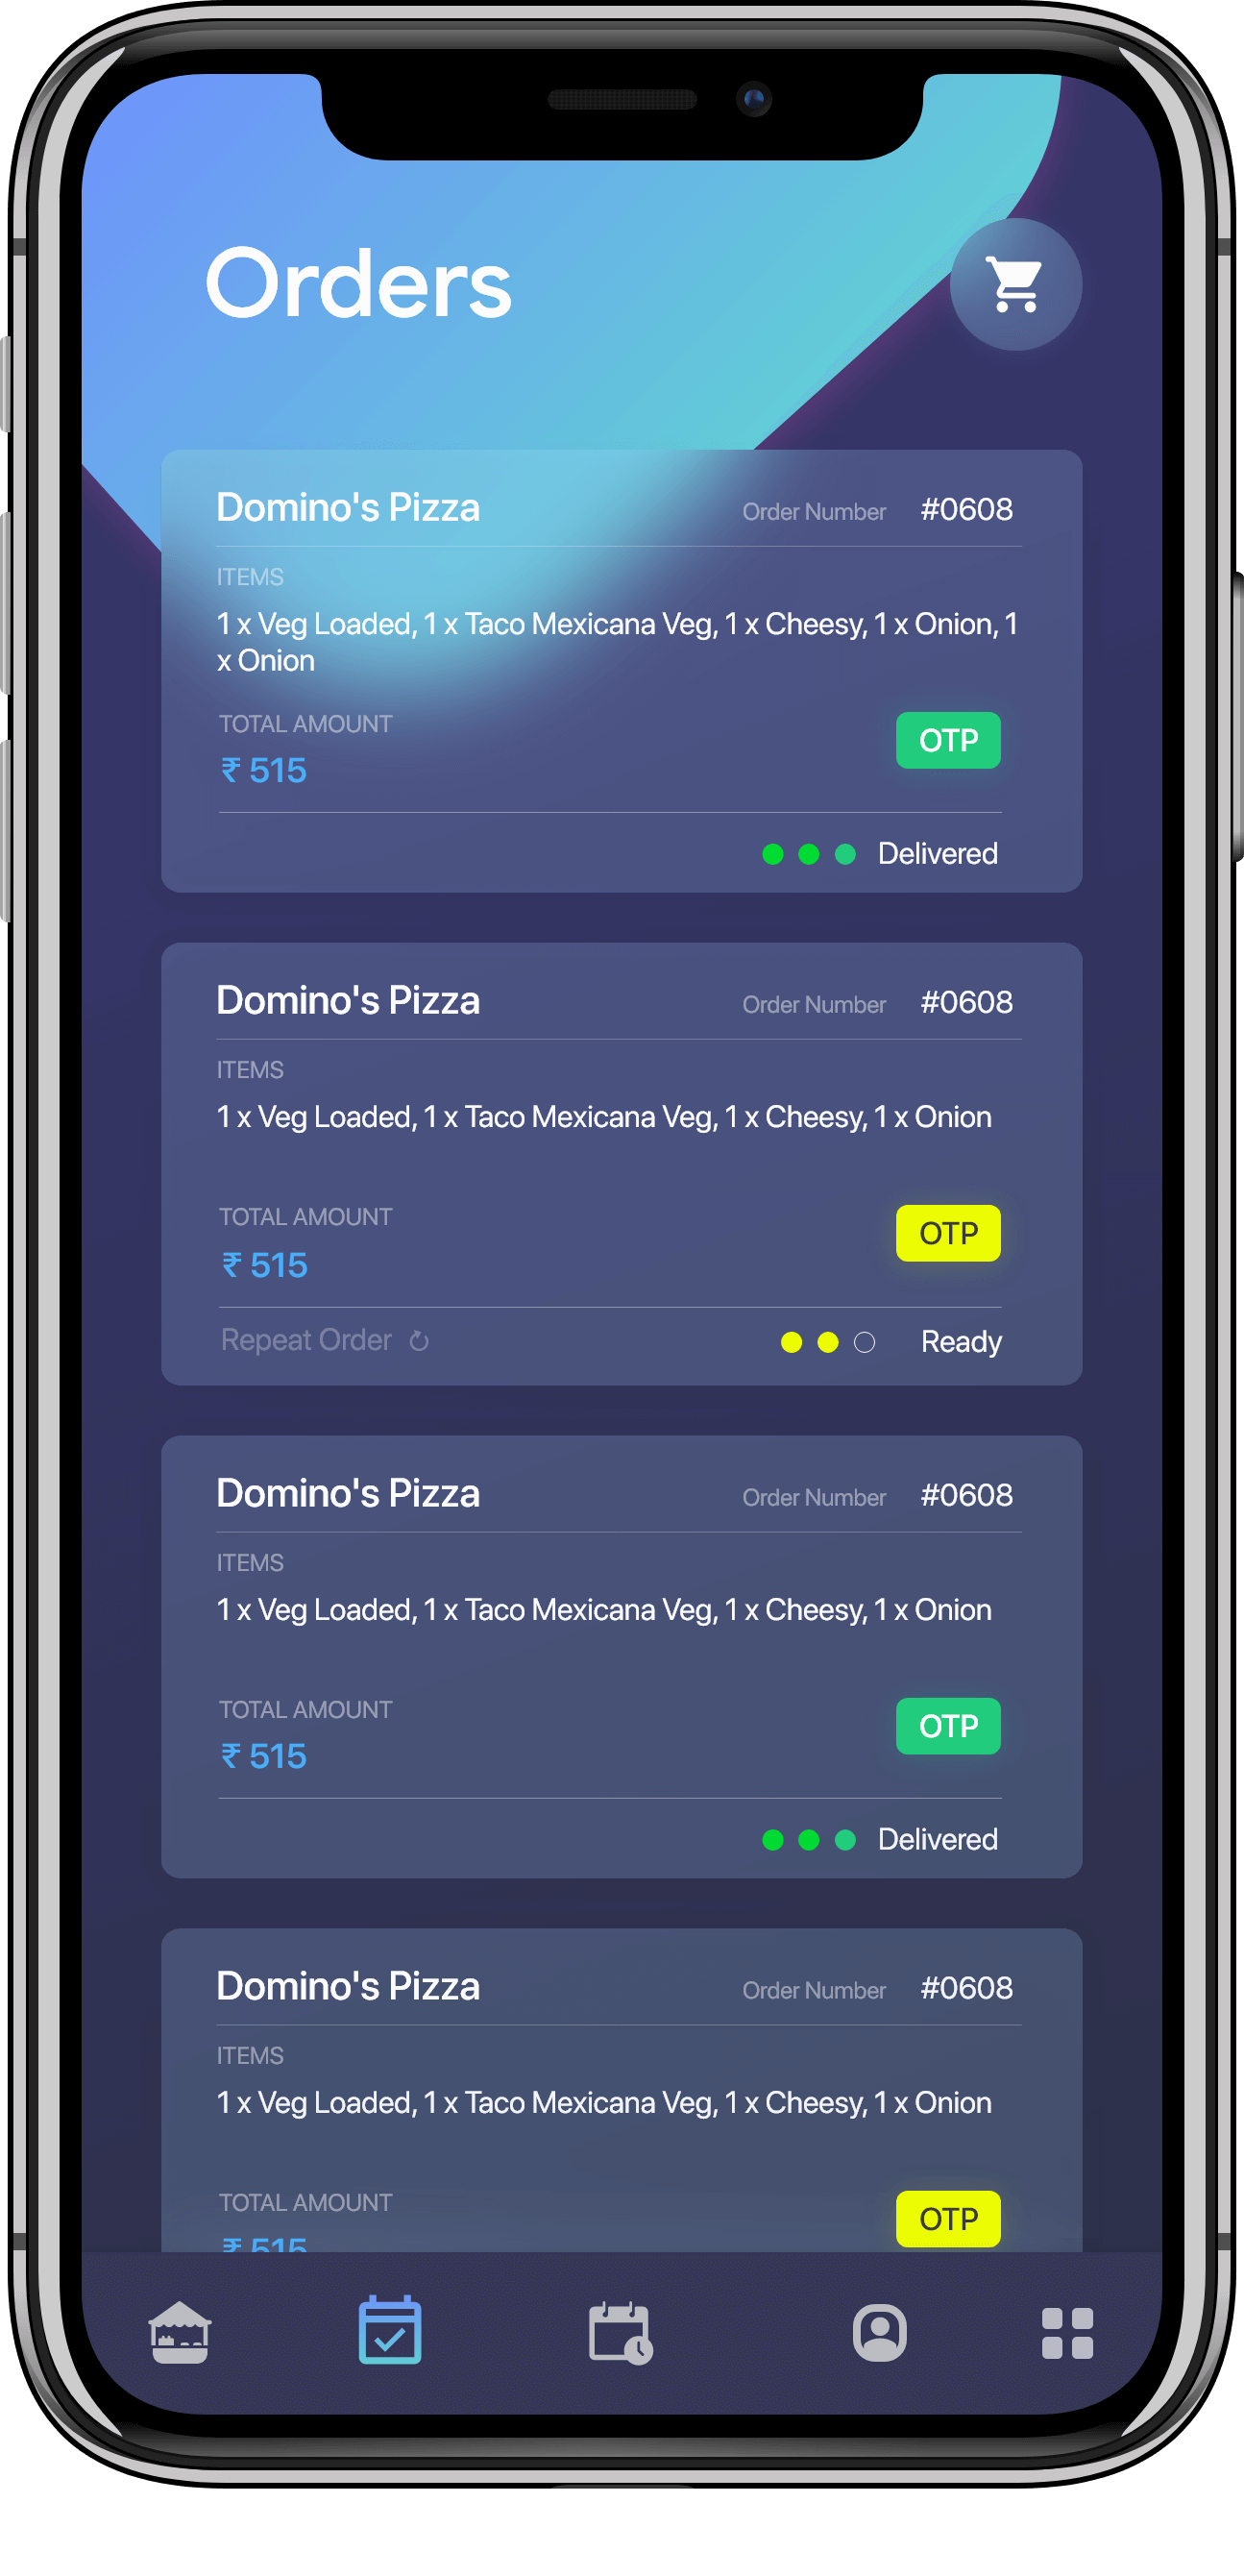 Orders
Domino's Pizza Order Number #0608
ITEMS
1 x Veg Loaded, 1 x Taco Mexicana Veg, 1 x Cheesy, 1 x Onion, 1
x Onion
TOTAL AMOUNT
₹ 515 OTP
Delivered
Domino's Pizza Order Number #0608
ITEMS
1 x Veg Loaded, 1 x Taco Mexicana Veg, 1 x Cheesy, 1 x Onion
TOTAL AMOUNT
₹ 515 OTP
Repeat Order Ready
Domino's Pizza Order Number #0608
ITEMS
1 x Veg Loaded, 1 x Taco Mexicana Veg, 1 x Cheesy, 1 x Onion
TOTAL AMOUNT
₹ 515 OTP
Delivered
Domino's Pizza Order Number #0608
ITEMS
1 x Veg Loaded, 1 x Taco Mexicana Veg, 1 x Cheesy, 1 x Onion
TOTAL AMOUNT
₹ 515 OTP